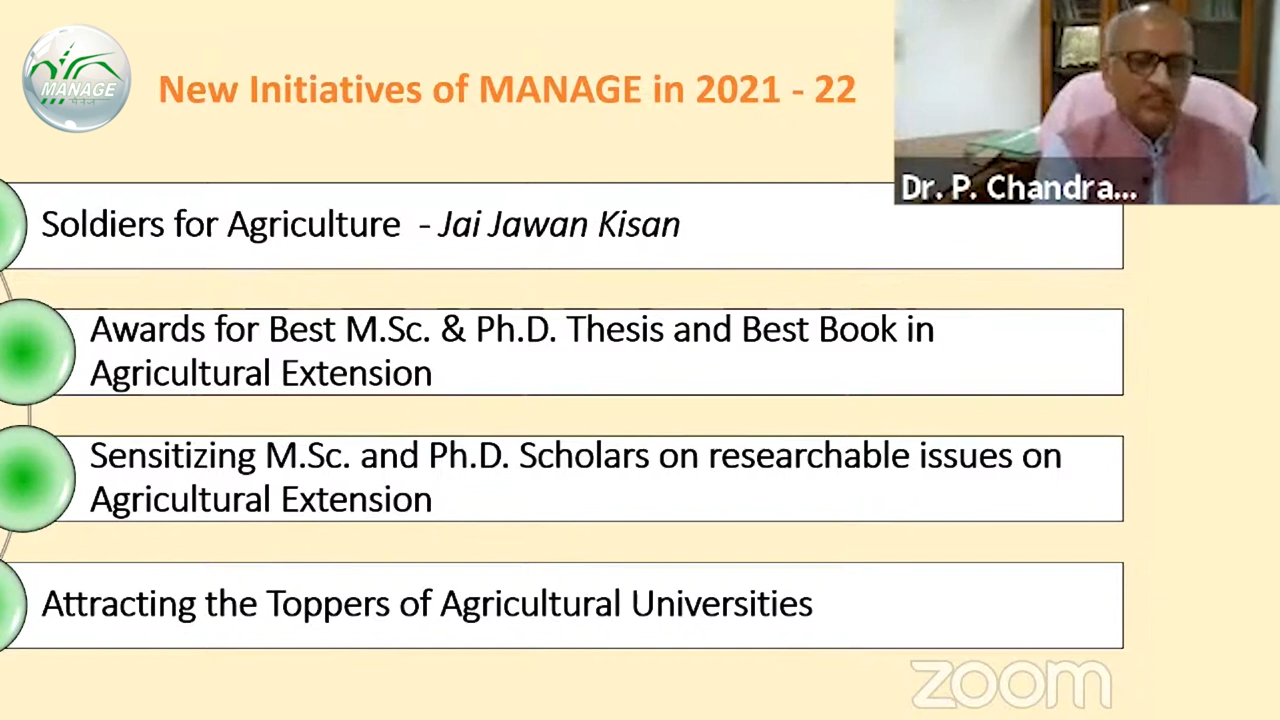 MANAGE
New Initiatives of MANAGE in 2021 - 22
Dr. P. Chandra...
Soldiers for Agriculture - Jai Jawan Kisan
Awards for Best M.Sc. & Ph.D. Thesis and Best Book in
Agricultural Extension
Sensitizing M.Sc. and Ph.D. Scholars on researchable issues on
Agricultural Extension
Attracting the Toppers of Agricultural Universities
zoom